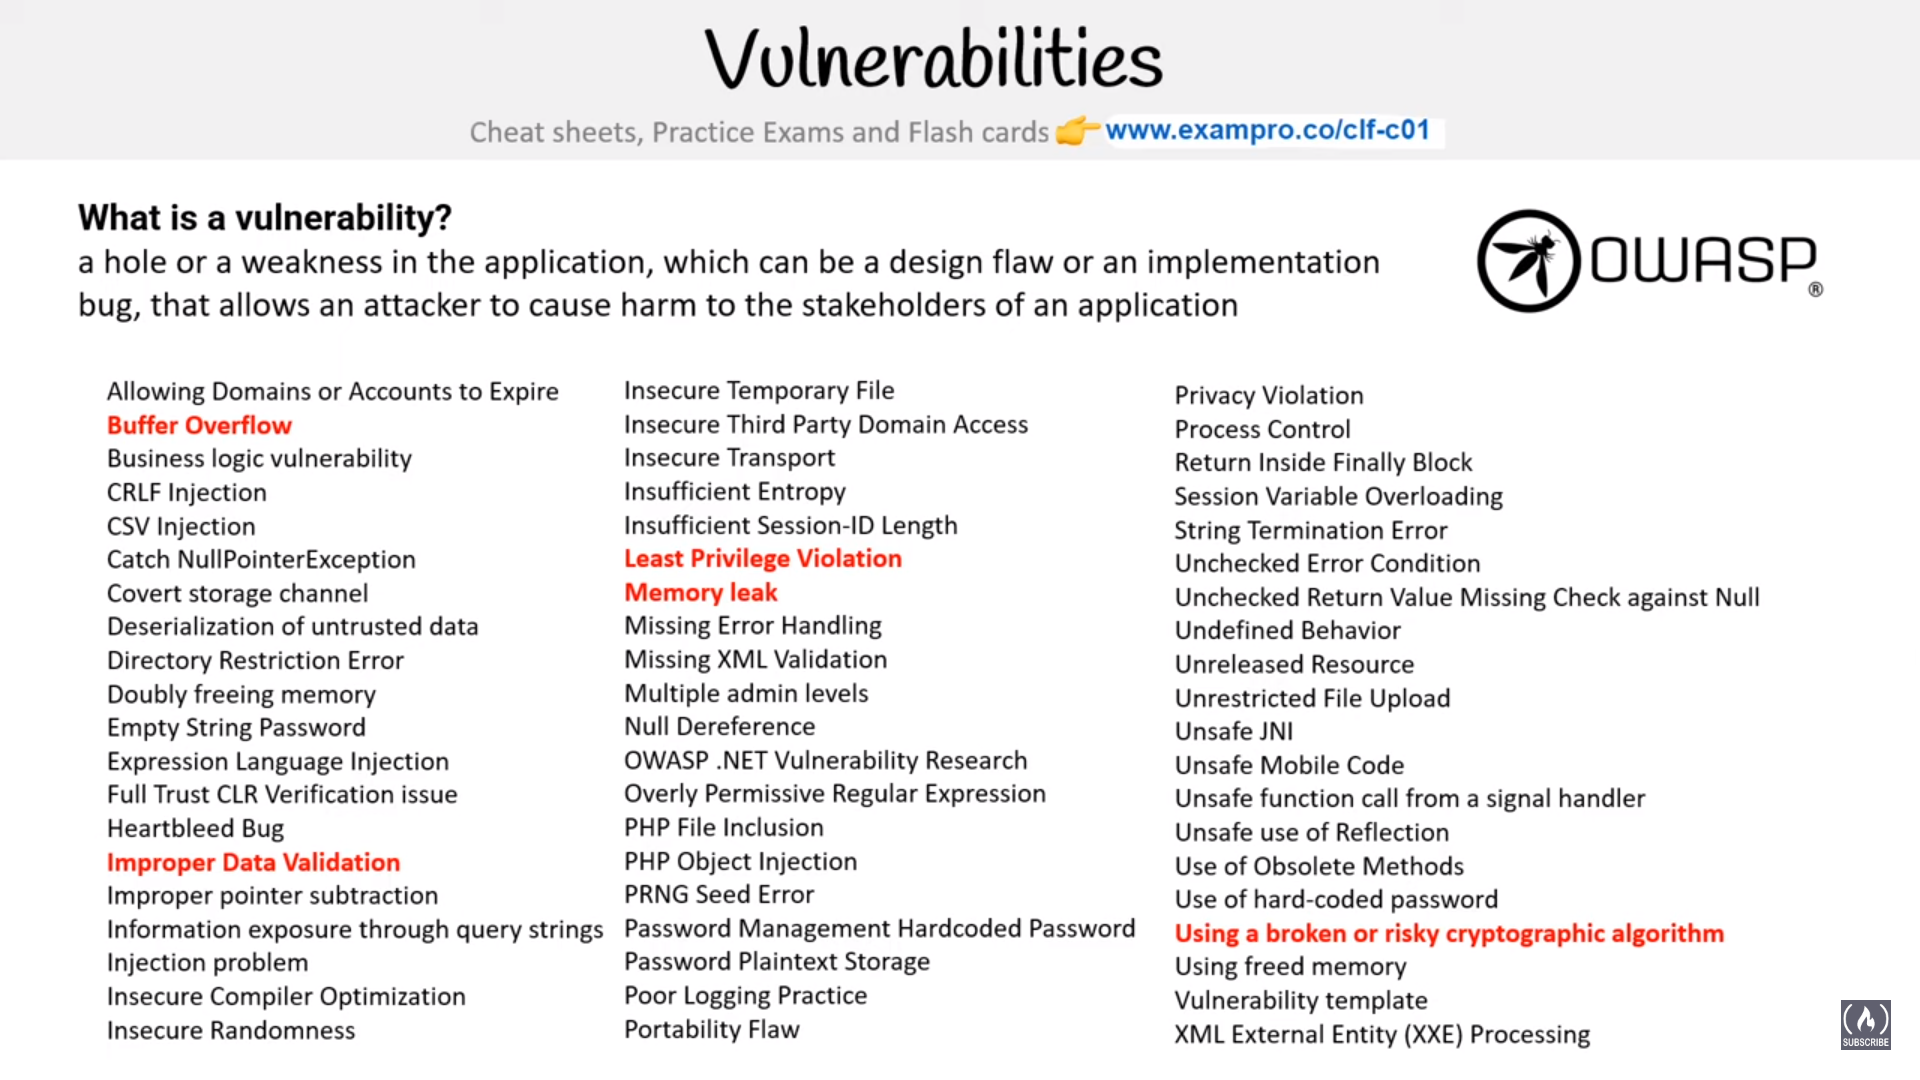 Vulnerabilities
Cheat sheets, Practice Exams and Flash cards 👉 www.exampro.co/clf-c01
What is a vulnerability?
a hole or a weakness in the application, which can be a design flaw or an implementation
bug, that allows an attacker to cause harm to the stakeholders of an application
OWASP®
Allowing Domains or Accounts to Expire
Buffer Overflow
Business logic vulnerability
CRLF Injection
CSV Injection
Catch NullPointerException
Covert storage channel
Deserialization of untrusted data
Directory Restriction Error
Doubly freeing memory
Empty String Password
Expression Language Injection
Full Trust CLR Verification issue
Heartbleed Bug
Improper Data Validation
Improper pointer subtraction
Information exposure through query strings
Injection problem
Insecure Compiler Optimization
Insecure Randomness
Insecure Temporary File
Insecure Third Party Domain Access
Insecure Transport
Insufficient Entropy
Insufficient Session-ID Length
Least Privilege Violation
Memory leak
Missing Error Handling
Missing XML Validation
Multiple admin levels
Null Dereference
OWASP .NET Vulnerability Research
Overly Permissive Regular Expression
PHP File Inclusion
PHP Object Injection
PRNG Seed Error
Password Management Hardcoded Password
Password Plaintext Storage
Poor Logging Practice
Portability Flaw
Privacy Violation
Process Control
Return Inside Finally Block
Session Variable Overloading
String Termination Error
Unchecked Error Condition
Unchecked Return Value Missing Check against Null
Undefined Behavior
Unreleased Resource
Unrestricted File Upload
Unsafe JNI
Unsafe Mobile Code
Unsafe function call from a signal handler
Unsafe use of Reflection
Use of Obsolete Methods
Use of hard-coded password
Using a broken or risky cryptographic algorithm
Using freed memory
Vulnerability template
XML External Entity (XXE) Processing
SUBSCRIBE